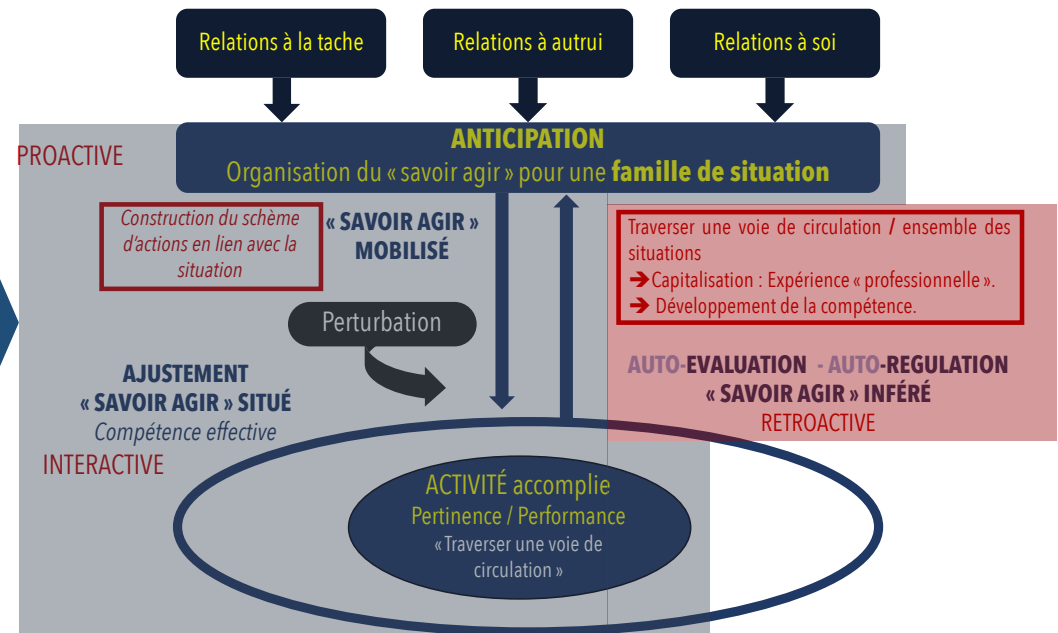 Relations à la tache
Relations à autrui
Relations à soi
PROACTIVE
ANTICIPATION
Organisation du « savoir agir » pour une famille de situation
Construction du schème
d'actions en lien avec la
situation
« SAVOIR AGIR »
MOBILISÉ
Traverser une voie de circulation / ensemble des
situations
➔ Capitalisation : Expérience « professionnelle ».
➔ Développement de la compétence.
Perturbation
AJUSTEMENT
« SAVOIR AGIR » SITUÉ
Compétence effective
INTERACTIVE
AUTO-EVALUATION - AUTO-REGULATION
« SAVOIR AGIR » INFÉRÉ
RETROACTIVE
ACTIVITÉ accomplie
Pertinence / Performance
« Traverser une voie de
circulation »